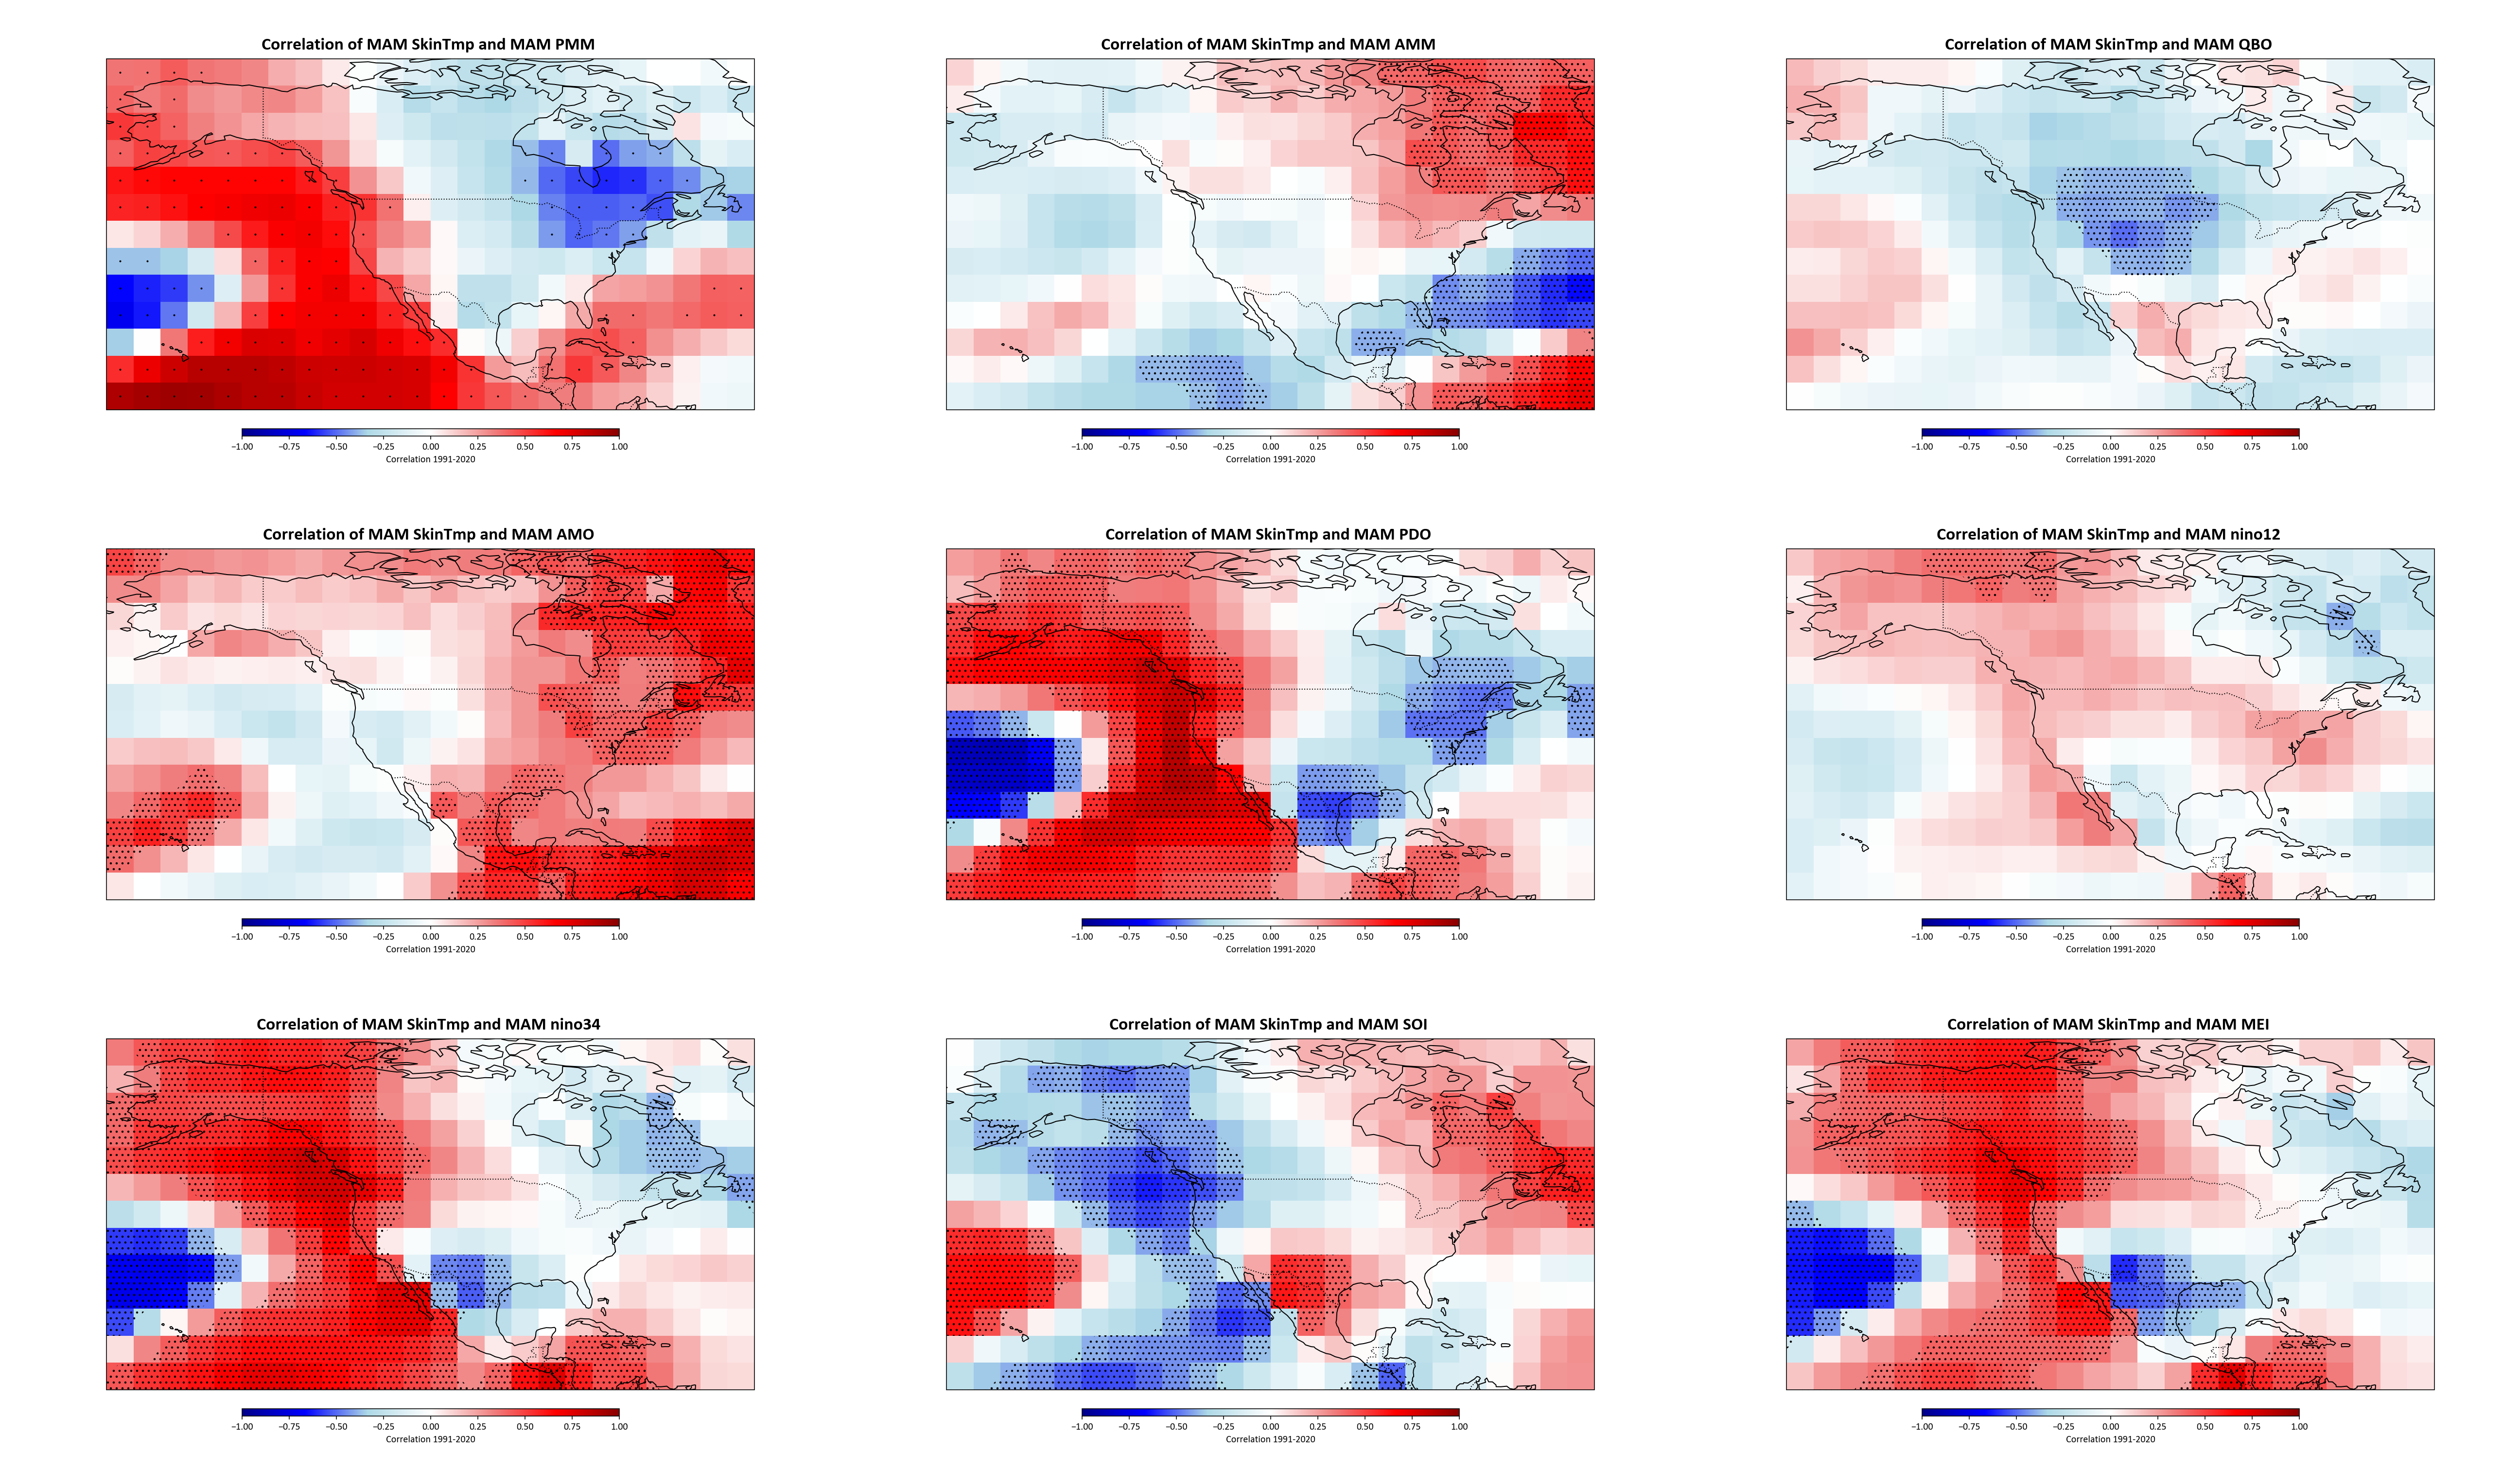 Correlation of MAM SkinTmp and MAM PMM
−1.00 −0.75 −0.50 −0.25 0.00 0.25 0.50 0.75 1.00
Correlation 1991-2020
Correlation of MAM SkinTmp and MAM AMM
−1.00 −0.75 −0.50 −0.25 0.00 0.25 0.50 0.75 1.00
Correlation 1991-2020
Correlation of MAM SkinTmp and MAM QBO
−1.00 −0.75 −0.50 −0.25 0.00 0.25 0.50 0.75 1.00
Correlation 1991-2020
Correlation of MAM SkinTmp and MAM AMO
−1.00 −0.75 −0.50 −0.25 0.00 0.25 0.50 0.75 1.00
Correlation 1991-2020
Correlation of MAM SkinTmp and MAM PDO
−1.00 −0.75 −0.50 −0.25 0.00 0.25 0.50 0.75 1.00
Correlation 1991-2020
Correlation of MAM SkinTmp and MAM nino12
−1.00 −0.75 −0.50 −0.25 0.00 0.25 0.50 0.75 1.00
Correlation 1991-2020
Correlation of MAM SkinTmp and MAM nino34
−1.00 −0.75 −0.50 −0.25 0.00 0.25 0.50 0.75 1.00
Correlation 1991-2020
Correlation of MAM SkinTmp and MAM SOI
−1.00 −0.75 −0.50 −0.25 0.00 0.25 0.50 0.75 1.00
Correlation 1991-2020
Correlation of MAM SkinTmp and MAM MEI
−1.00 −0.75 −0.50 −0.25 0.00 0.25 0.50 0.75 1.00
Correlation 1991-2020